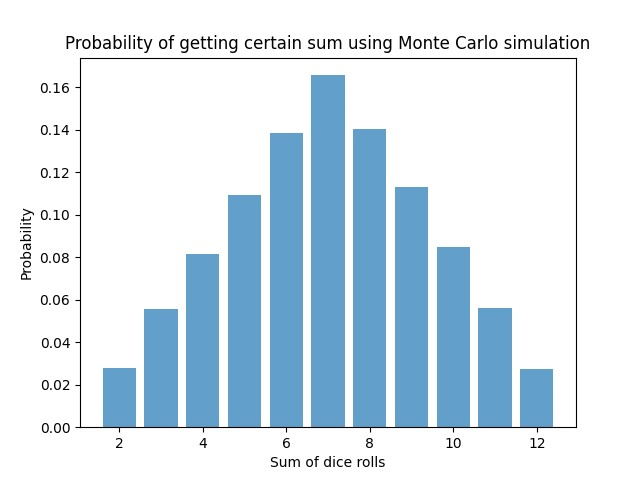 Probability of getting certain sum using Monte Carlo simulation
0.16
0.14
0.12
0.10
0.08
0.06
0.04
0.02
0.00
Probability
2 4 6 8 10 12
Sum of dice rolls